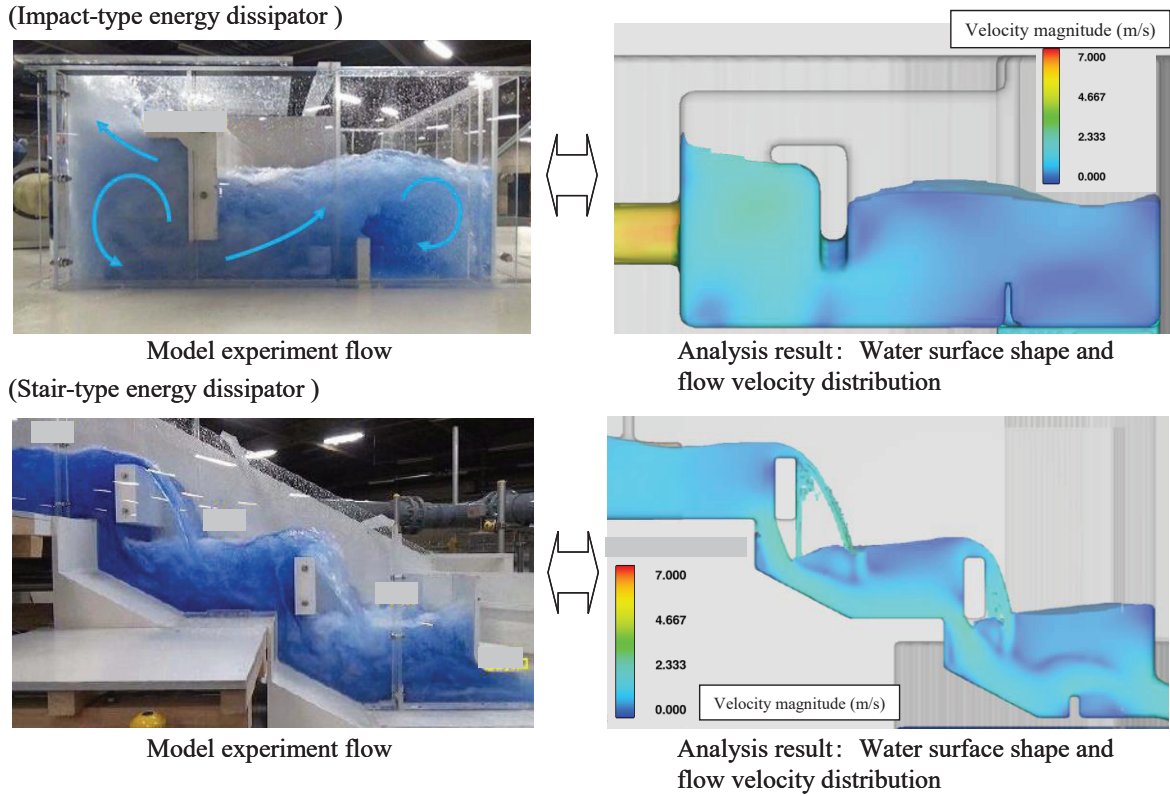 (Impact-type energy dissipator )
Velocity magnitude (m/s)
7.000
4.667
2.333
0.000
Model experiment flow
Analysis result: Water surface shape and
flow velocity distribution
(Stair-type energy dissipator )
7.000
4.667
2.333
0.000
Velocity magnitude (m/s)
Model experiment flow
Analysis result: Water surface shape and
flow velocity distribution